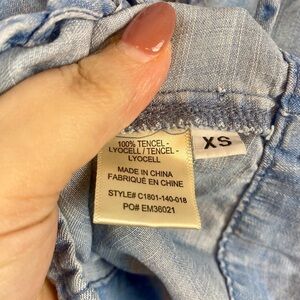 100% TENCEL -
LYOCELL / TENCEL -
LYOCELL
MADE IN CHINA
FABRIQUÉ EN CHINE
STYLE# C1801-140-018
PO# EM36021
XS